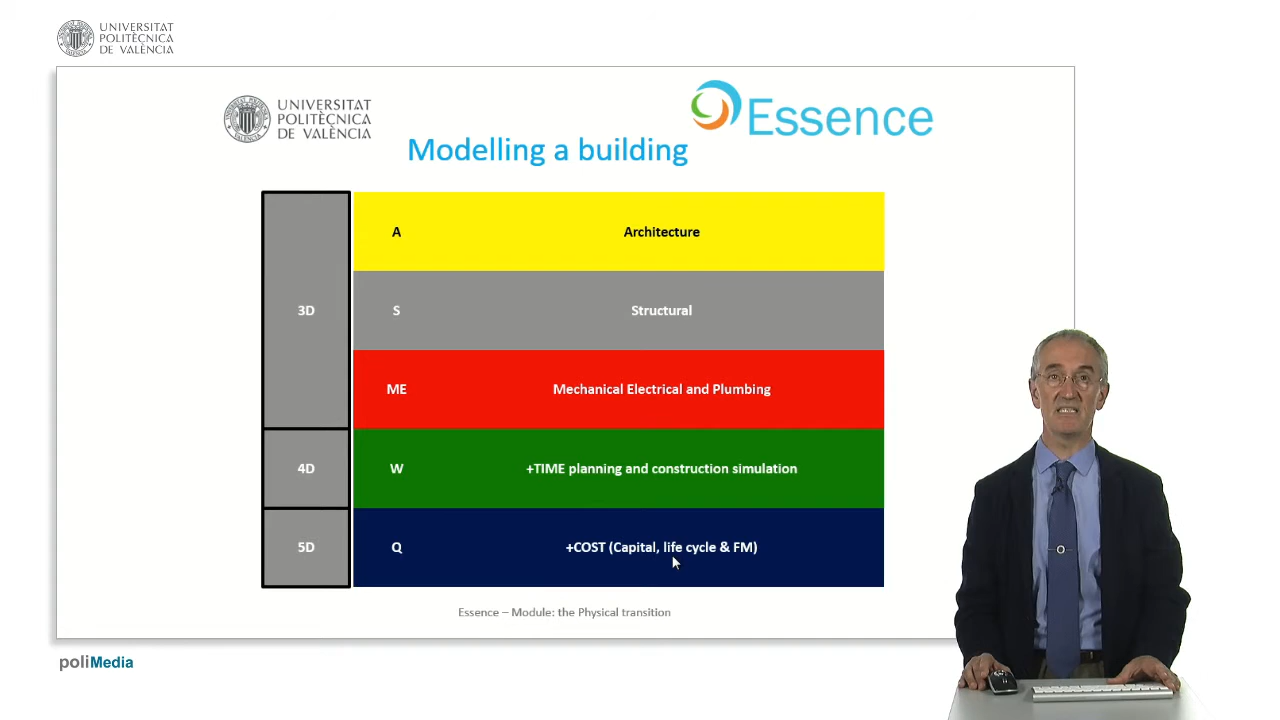 UNIVERSITAT
POLITÈCNICA
DE VALÈNCIA
UNIVERSITAT
POLITÈCNICA
DE VALÈNCIA
Essence
Modelling a building
3D
A Architecture
S Structural
ME Mechanical Electrical and Plumbing
4D W +TIME planning and construction simulation
5D Q +COST (Capital, life cycle & FM)
Essence – Module: the Physical transition
poliMedia